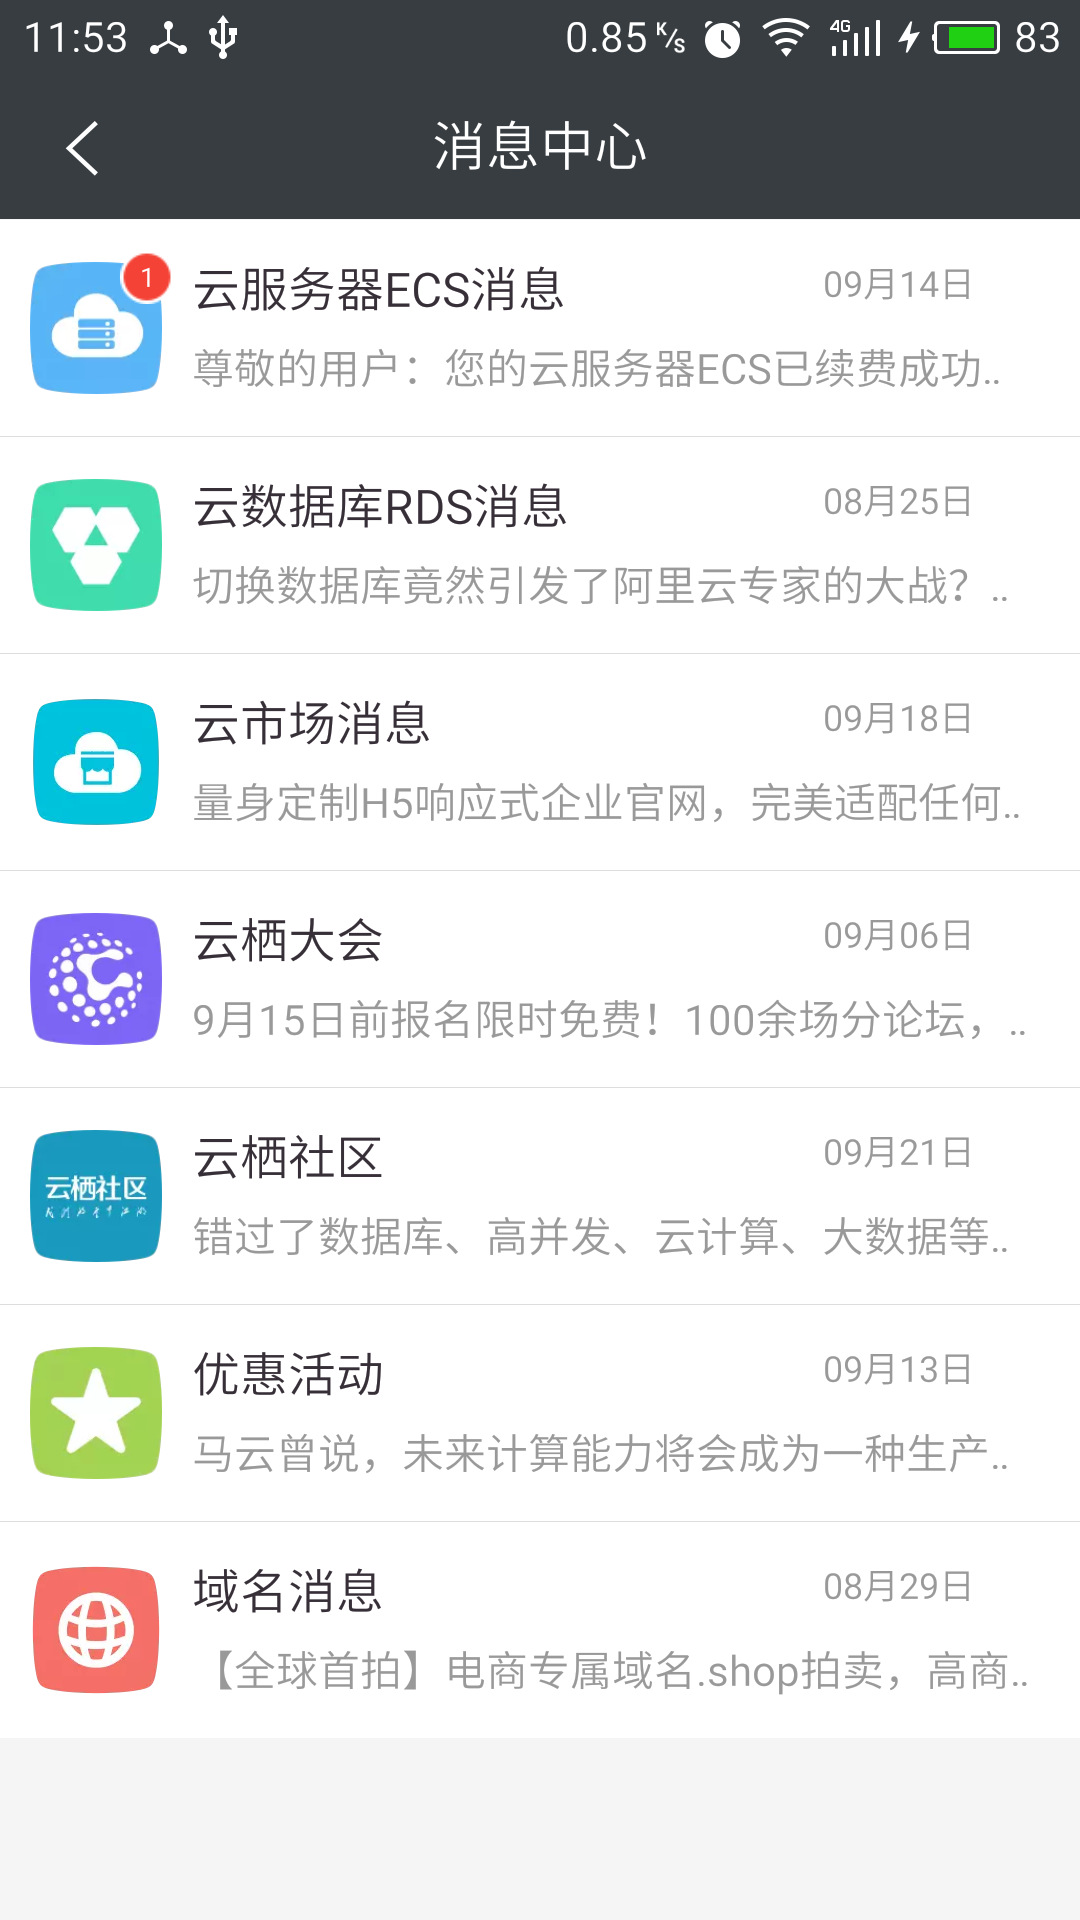 11:53 0.85 K/s 4G 83
消息中心
1
云服务器ECS消息 09月14日
尊敬的用户：您的云服务器ECS已续费成功..
云数据库RDS消息 08月25日
切换数据库竟然引发了阿里云专家的大战？..
云市场消息 09月18日
量身定制H5响应式企业官网，完美适配任何..
云栖大会 09月06日
9月15日前报名限时免费！100余场分论坛，..
云栖社区 09月21日
云栖社区
错过了数据库、高并发、云计算、大数据等..
优惠活动 09月13日
马云曾说，未来计算能力将会成为一种生产..
域名消息 08月29日
【全球首拍】电商专属域名.shop拍卖，高商..